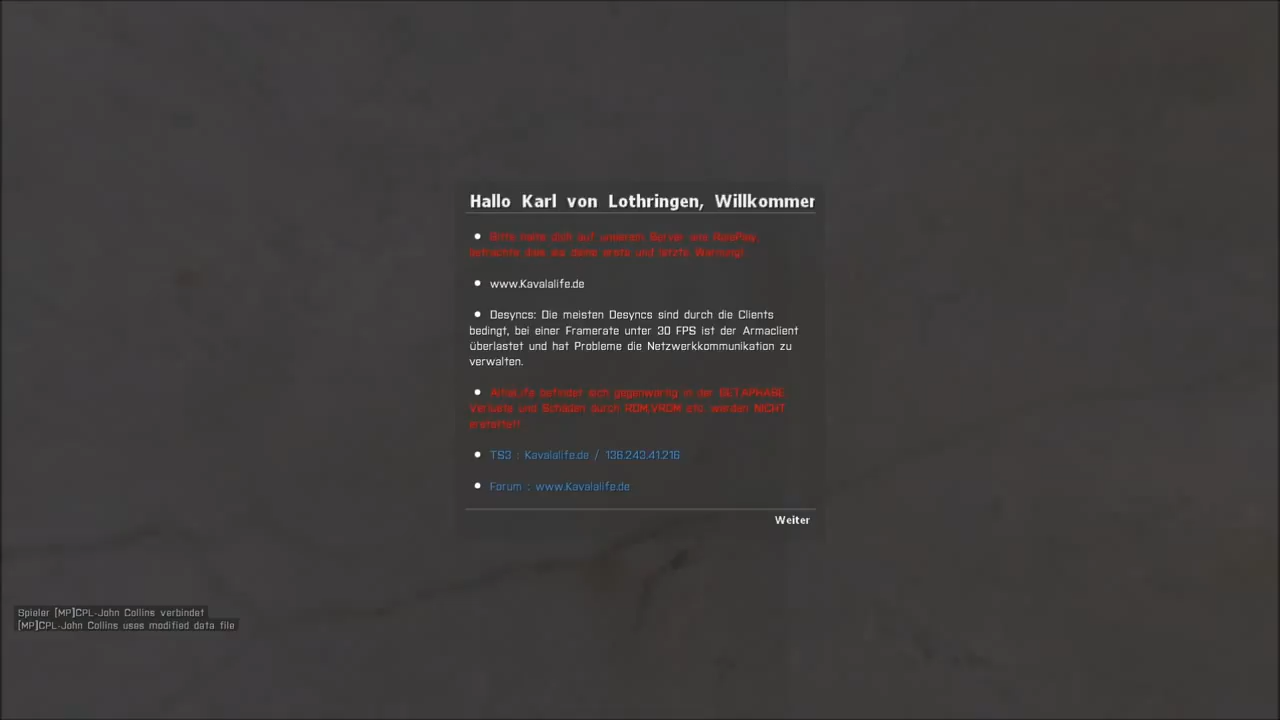 Hallo Karl von Lothringen, Willkommen
Bitte halte dich auf unserem Server ans RolePlay,
betrachte dies als deine erste und letzte Warnung!
www.Kavalalife.de
Desyncs: Die meisten Desyncs sind durch die Clients
bedingt, bei einer Framerate unter 30 FPS ist der Armaclient
überlastet und hat Probleme die Netzwerkkommunikation zu
verwalten.
AltisLife befindet sich gegenwärtig in der BETAPHASE
Verluste und Schäden durch RDM,VRDM etc. werden NICHT
erstattet!
TS3 : Kavalalife.de / 136.243.41.216
Forum : www.Kavalalife.de
Weiter
Spieler [MP]CPL-John Collins verbindet
[MP]CPL-John Collins uses modified data file